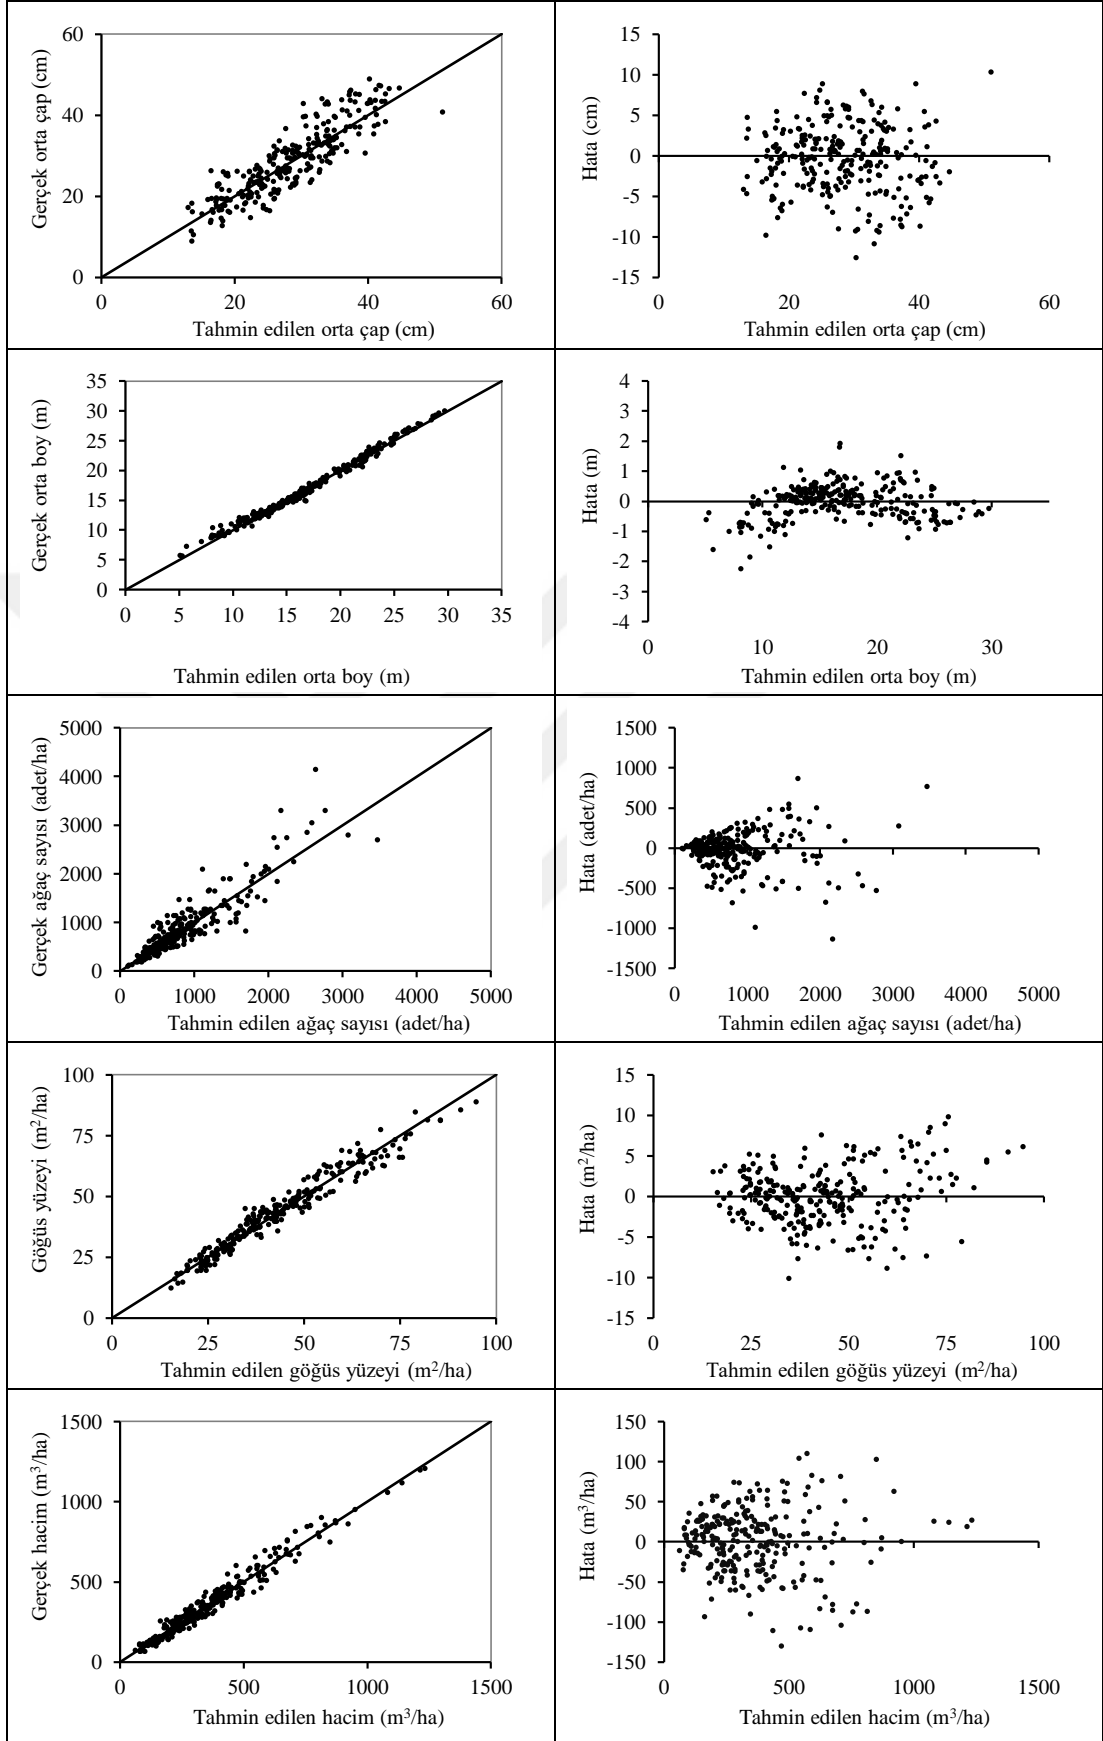 60
40
20
0
Gerçek orta çap (cm)
0 20 40 60
Tahmin edilen orta çap (cm)
15
10
5
0
-5
-10
-15
Hata (cm)
0 20 40 60
Tahmin edilen orta çap (cm)
35
30
25
20
15
10
5
0
Gerçek orta boy (m)
0 5 10 15 20 25 30 35
Tahmin edilen orta boy (m)
4
3
2
1
0
-1
-2
-3
-4
Hata (m)
0 10 20 30
Tahmin edilen orta boy (m)
5000
4000
3000
2000
1000
0
Gerçek ağaç sayısı (adet/ha)
0 1000 2000 3000 4000 5000
Tahmin edilen ağaç sayısı (adet/ha)
1500
1000
500
0
-500
-1000
-1500
Hata (adet/ha)
0 1000 2000 3000 4000 5000
Tahmin edilen ağaç sayısı (adet/ha)
100
75
50
25
0
Göğüs yüzeyi (m²/ha)
0 25 50 75 100
Tahmin edilen göğüs yüzeyi (m²/ha)
15
10
5
0
-5
-10
-15
Hata (m²/ha)
0 25 50 75 100
Tahmin edilen göğüs yüzeyi (m²/ha)
1500
1000
500
0
Gerçek hacim (m³/ha)
0 500 1000 1500
Tahmin edilen hacim (m³/ha)
150
100
50
0
-50
-100
-150
Hata (m³/ha)
0 500 1000 1500
Tahmin edilen hacim (m³/ha)